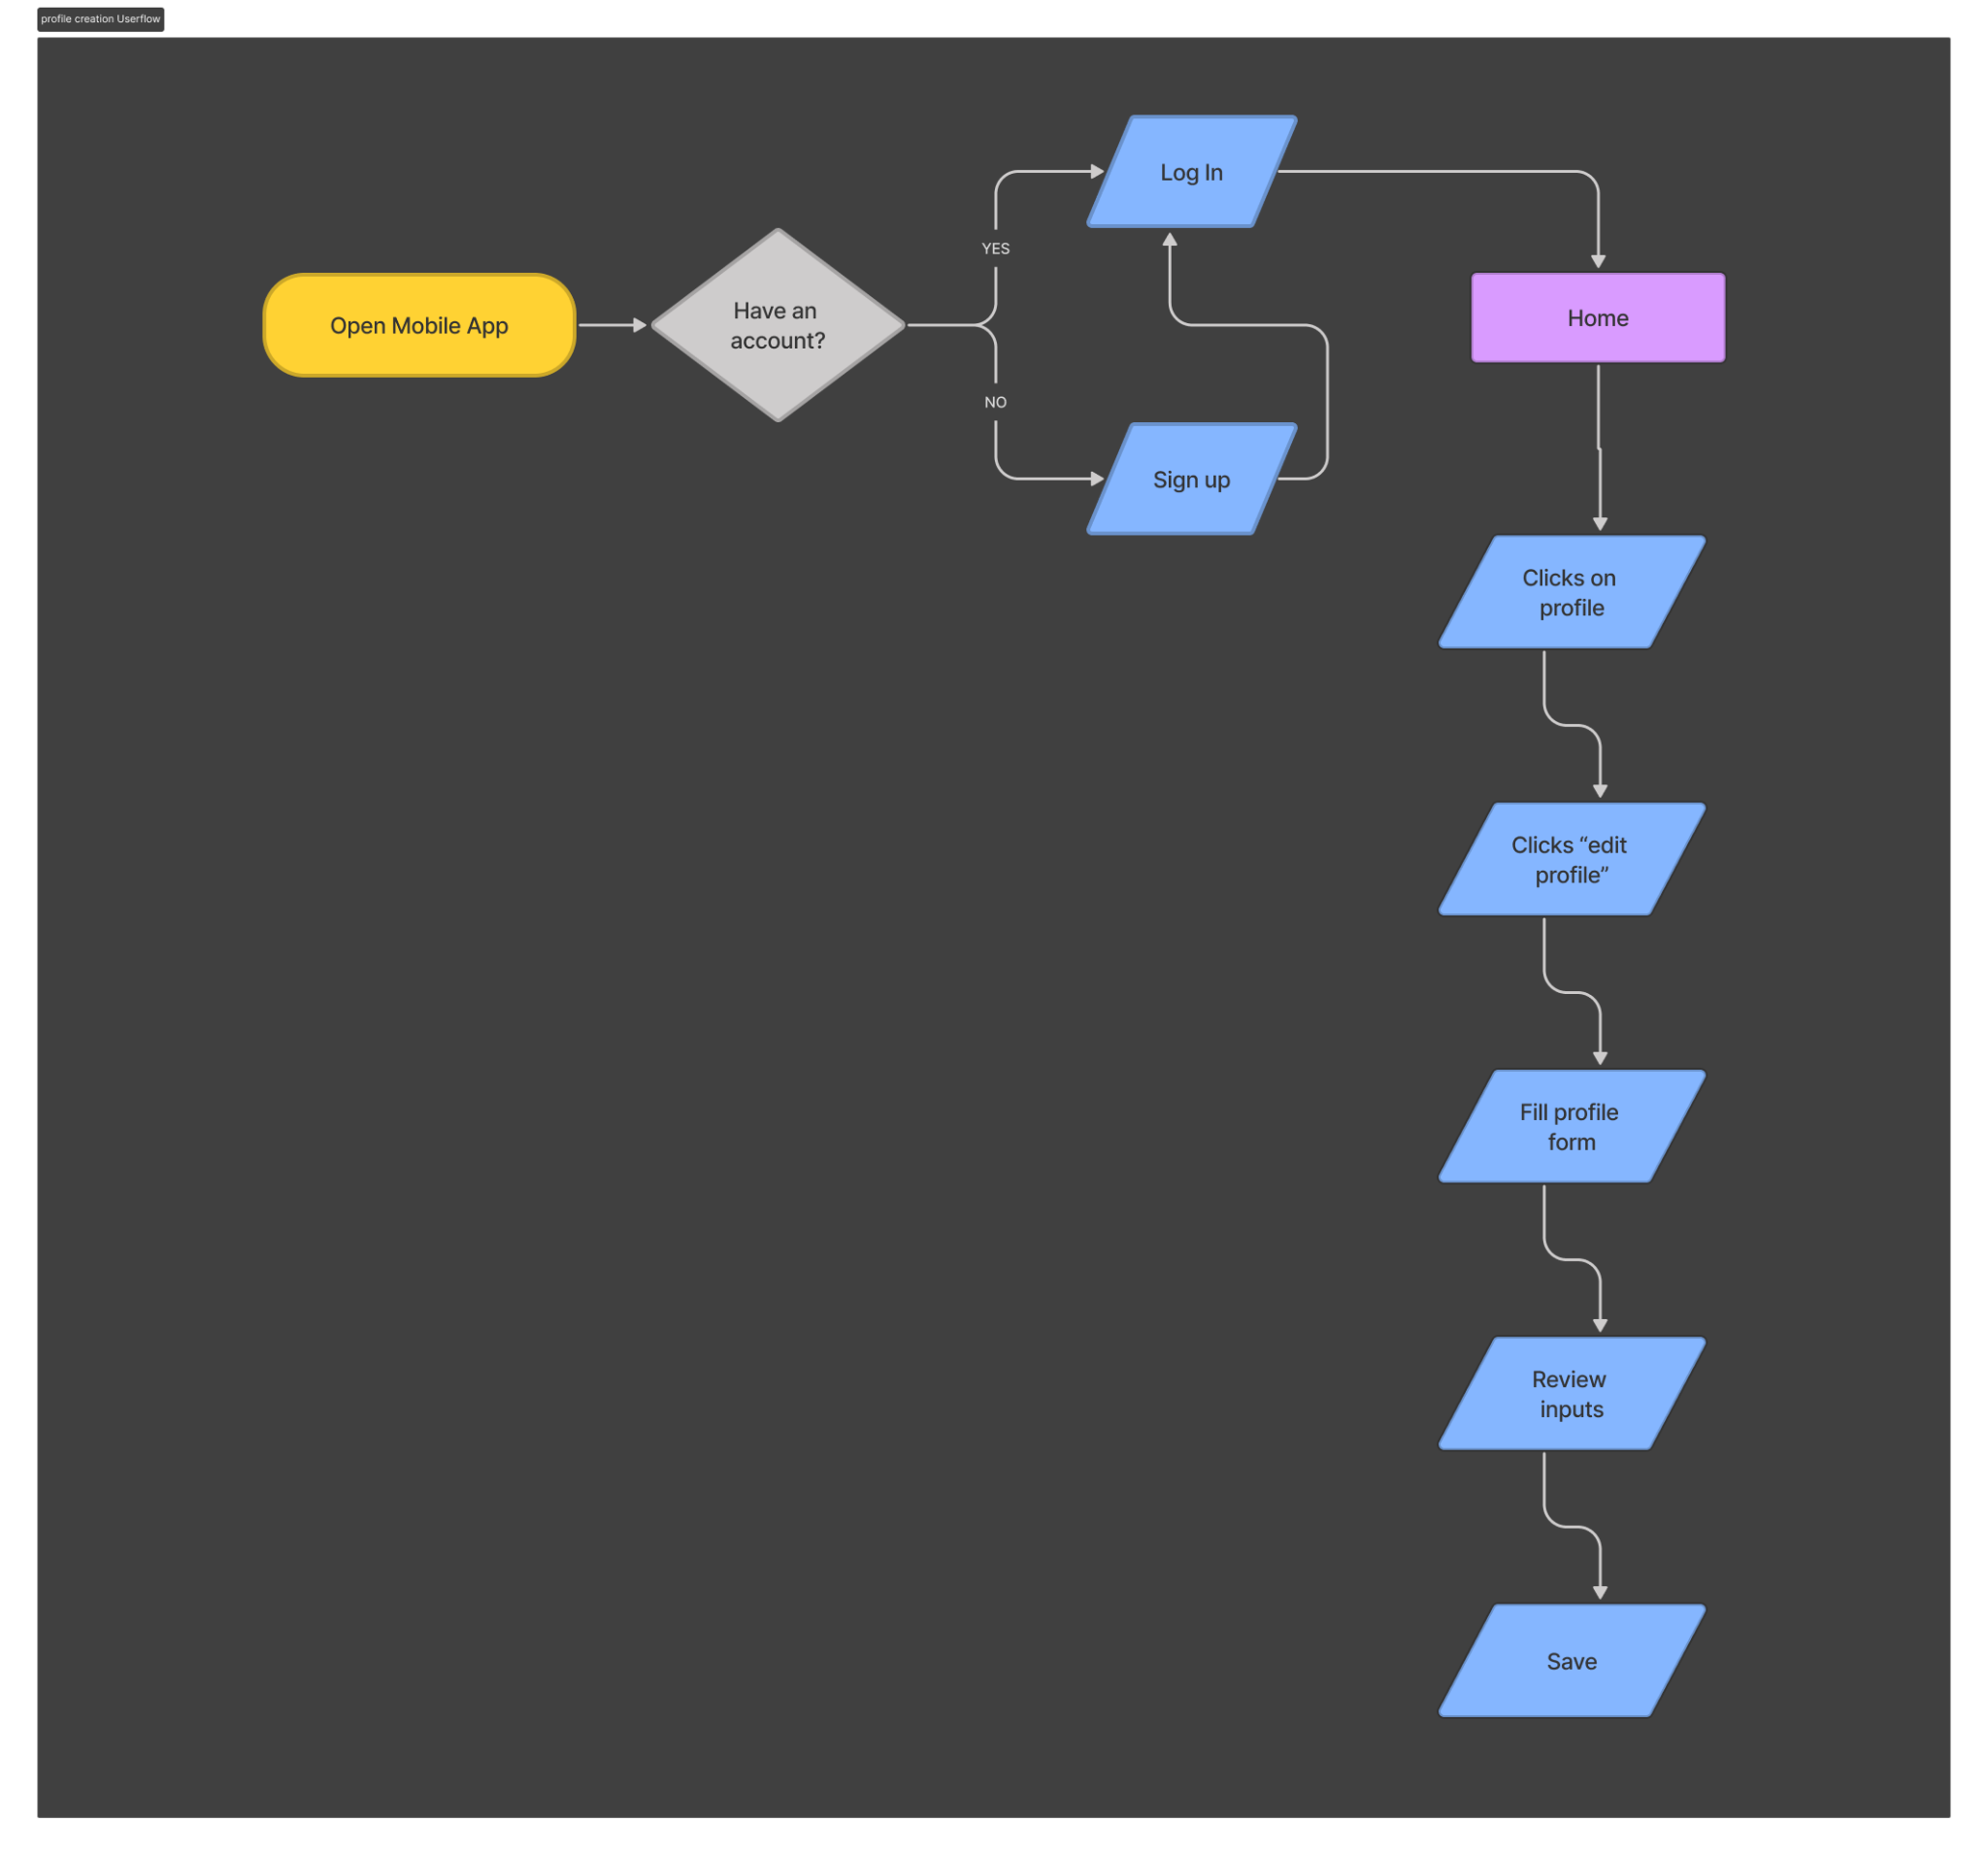 profile creation Userflow
Log In
YES
Open Mobile App
Have an
account?
Home
NO
Sign up
Clicks on
profile
Clicks “edit
profile”
Fill profile
form
Review
inputs
Save